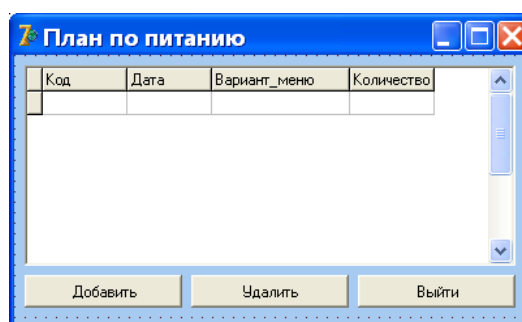 План по питанию
Код Дата Вариант_меню Количество
Добавить Удалить Выйти